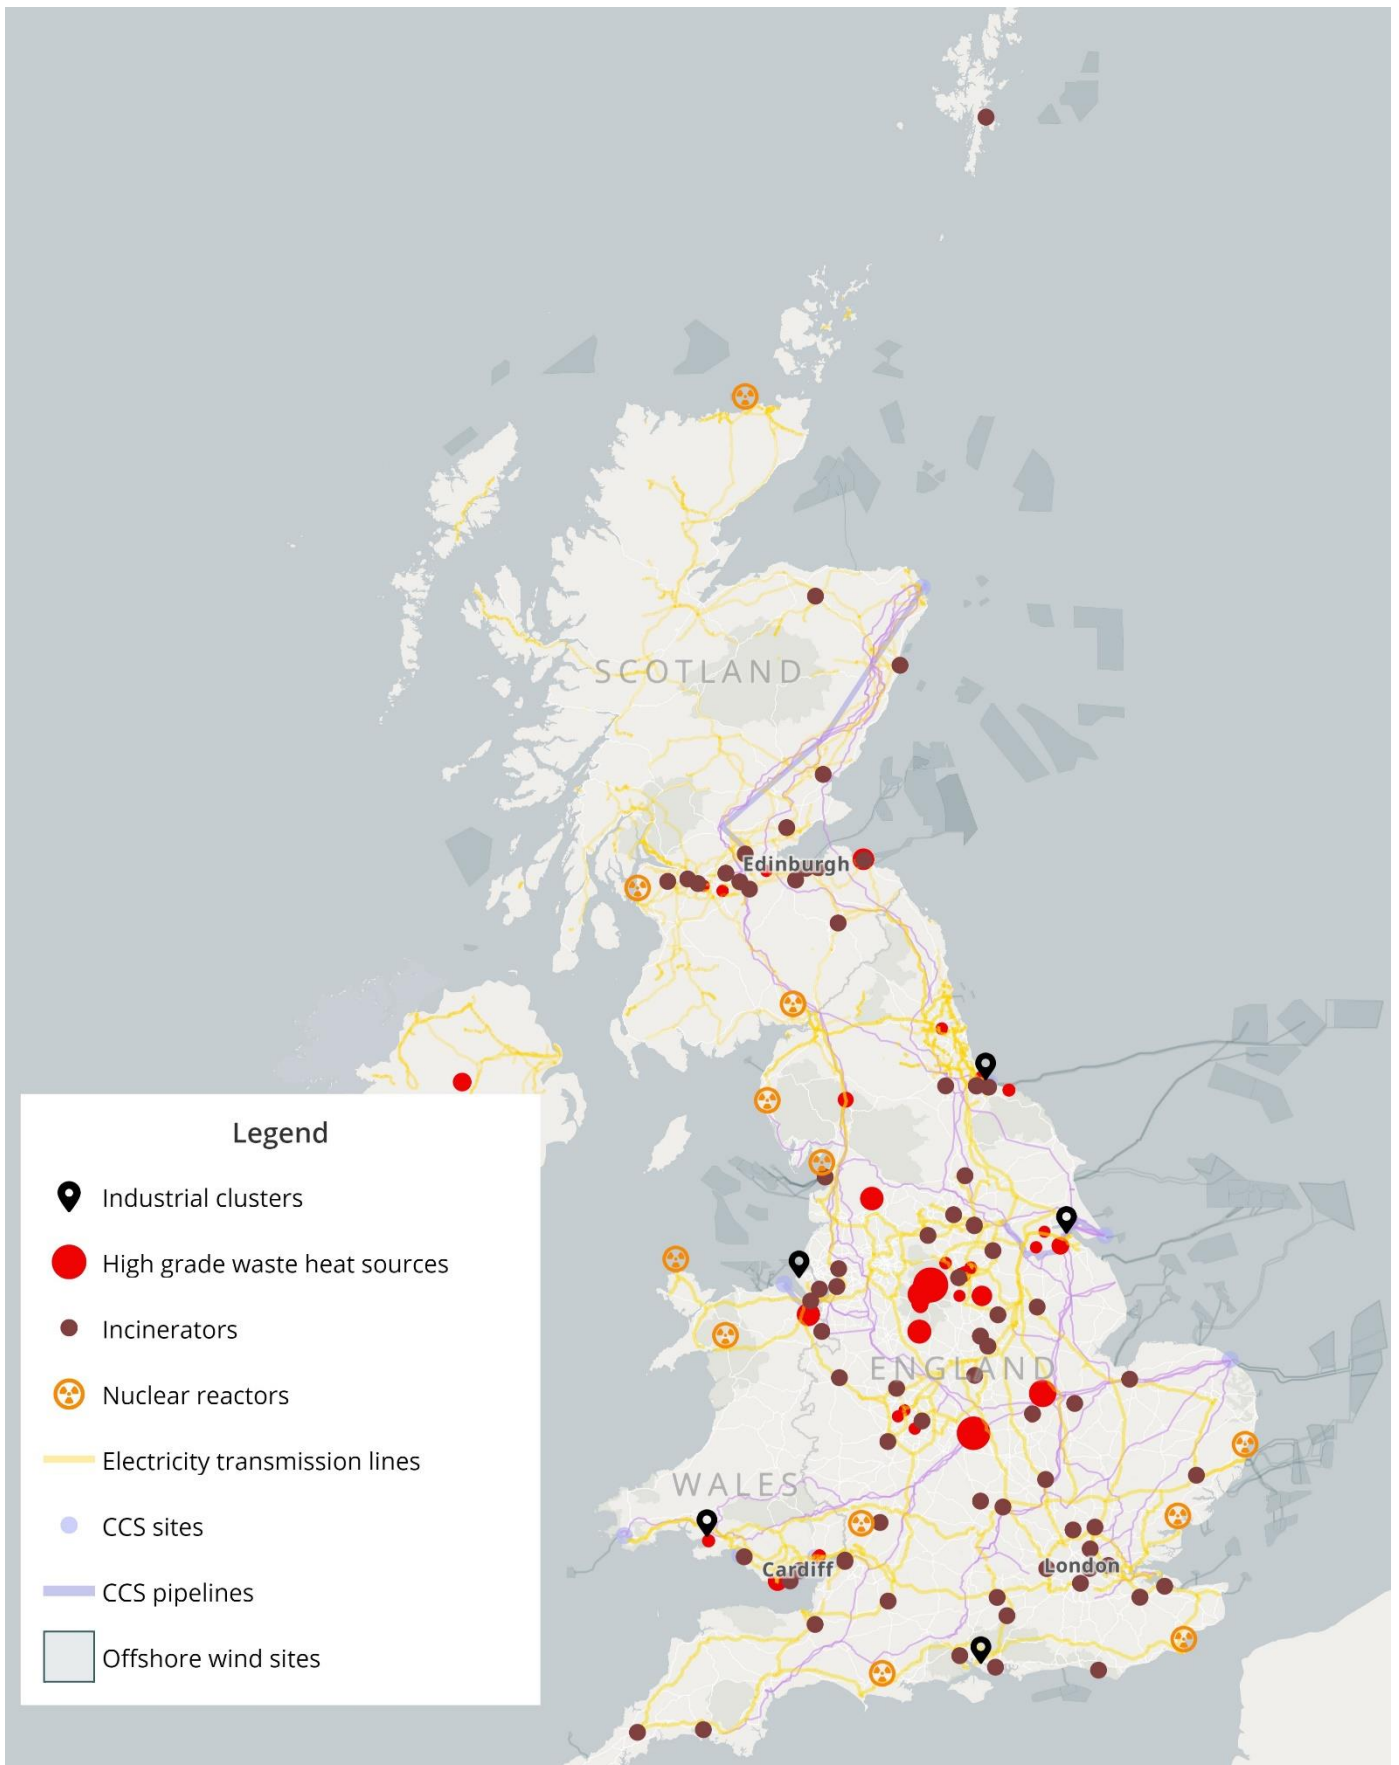 SCOTLAND
Edinburgh
Legend
Industrial clusters
High grade waste heat sources
Incinerators
Nuclear reactors
Electricity transmission lines
CCS sites
CCS pipelines
Offshore wind sites
ENGLAND
WALES
Cardiff
London